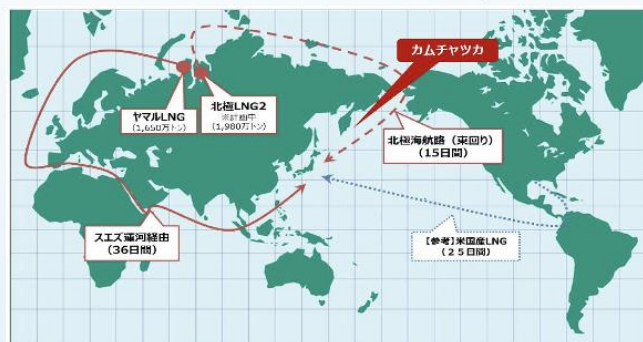 カムチャツカ
ヤマルLNG
(1,650万トン)
北極LNG2
※計画中
(1,980万トン)
北極海航路（東回り）
（15日間）
スエズ運河経由
（36日間）
【参考】米国産LNG
（２５日間）